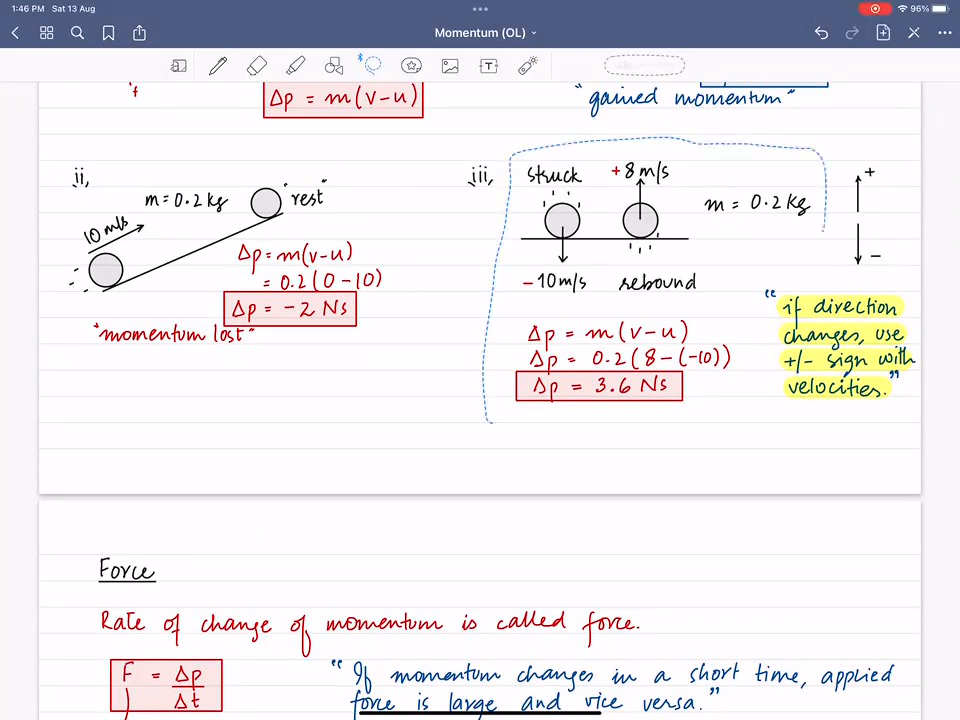 1:46 PM Sat 13 Aug
96%
Momentum (OL)
Δp = m(v-u)
"gained momentum"
ii,
m = 0.2 kg
"rest"
10 m/s
Δp = m(v-u)
= 0.2(0-10)
Δp = -2 Ns
"momentum lost"
iii,
struck
+8 m/s
m = 0.2 kg
+
-
-10 m/s
rebound
Δp = m(v-u)
Δp = 0.2(8-(-10))
Δp = 3.6 Ns
"if direction
changes, use
+/- sign with
velocities."
Force
Rate of change of momentum is called force.
F = Δp
Δt
"If momentum changes in a short time, applied
force is large and vice versa."